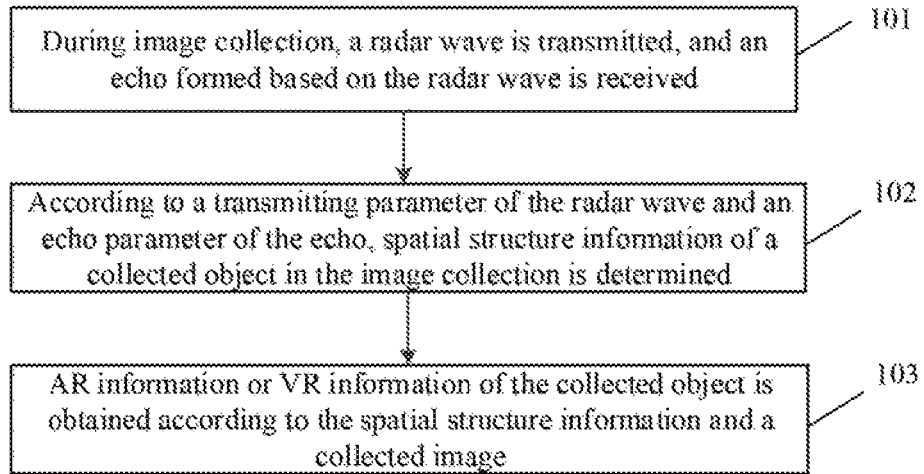 101
During image collection, a radar wave is transmitted, and an
echo formed based on the radar wave is received
102
According to a transmitting parameter of the radar wave and an
echo parameter of the echo, spatial structure information of a
collected object in the image collection is determined
103
AR information or VR information of the collected object is
obtained according to the spatial structure information and a
collected image